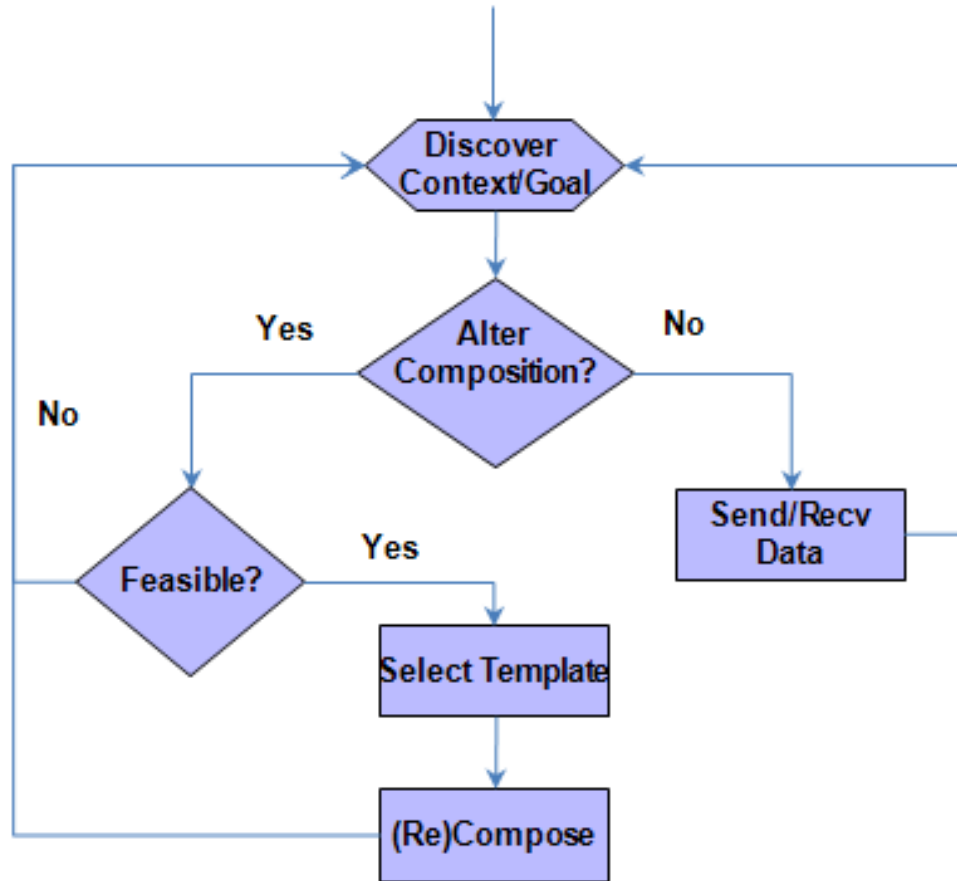 Discover
Context/Goal
Yes
Alter
Composition?
No
No
Send/Recv
Data
Yes
Feasible?
Select Template
(Re)Compose